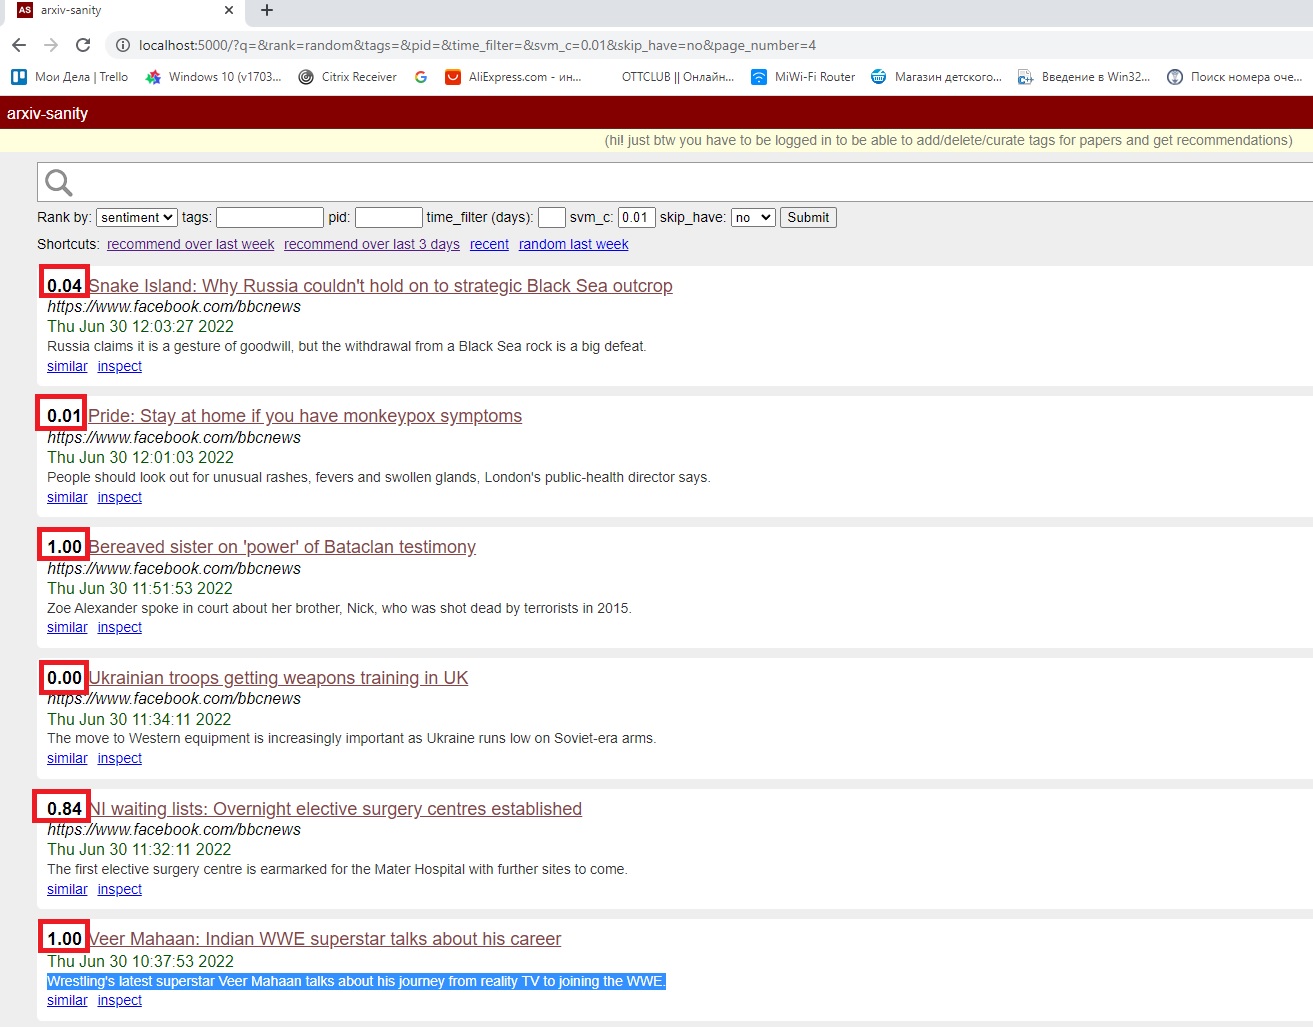 AS arxiv-sanity
localhost:5000/?q=&rank=random&tags=&pid=&time_filter=&svm_c=0.01&skip_have=no&page_number=4
Мои Дела | Trello Windows 10 (v1703... Citrix Receiver AliExpress.com - ин... OTTCLUB || Онлайн... MiWi-Fi Router Магазин детского... Введение в Win32... Поиск номера оче...
arxiv-sanity
(hi! just btw you have to be logged in to be able to add/delete/curate tags for papers and get recommendations)
Rank by: sentiment tags: pid: time_filter (days): svm_c: 0.01 skip_have: no Submit
Shortcuts: recommend over last week recommend over last 3 days recent random last week
0.04 Snake Island: Why Russia couldn't hold on to strategic Black Sea outcrop
https://www.facebook.com/bbcnews
Thu Jun 30 12:03:27 2022
Russia claims it is a gesture of goodwill, but the withdrawal from a Black Sea rock is a big defeat.
similar inspect
0.01 Pride: Stay at home if you have monkeypox symptoms
https://www.facebook.com/bbcnews
Thu Jun 30 12:01:03 2022
People should look out for unusual rashes, fevers and swollen glands, London's public-health director says.
similar inspect
1.00 Bereaved sister on 'power' of Bataclan testimony
https://www.facebook.com/bbcnews
Thu Jun 30 11:51:53 2022
Zoe Alexander spoke in court about her brother, Nick, who was shot dead by terrorists in 2015.
similar inspect
0.00 Ukrainian troops getting weapons training in UK
https://www.facebook.com/bbcnews
Thu Jun 30 11:34:11 2022
The move to Western equipment is increasingly important as Ukraine runs low on Soviet-era arms.
similar inspect
0.84 NI waiting lists: Overnight elective surgery centres established
https://www.facebook.com/bbcnews
Thu Jun 30 11:32:11 2022
The first elective surgery centre is earmarked for the Mater Hospital with further sites to come.
similar inspect
1.00 Veer Mahaan: Indian WWE superstar talks about his career
Thu Jun 30 10:37:53 2022
Wrestling's latest superstar Veer Mahaan talks about his journey from reality TV to joining the WWE.
similar inspect